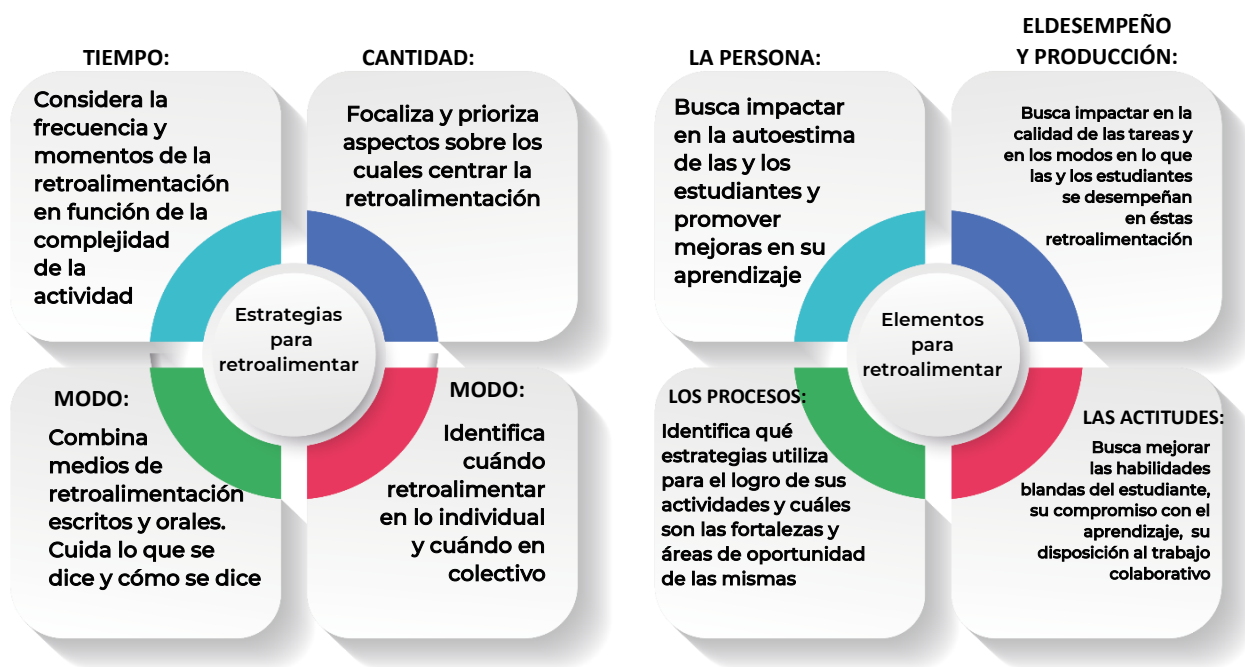 TIEMPO:
Considera la
frecuencia y
momentos de la
retroalimentación
en función de la
complejidad
de la
actividad
CANTIDAD:
Focaliza y prioriza
aspectos sobre los
cuales centrar la
retroalimentación
Estrategias
para
retroalimentar
MODO:
Combina
medios de
retroalimentación
escritos y orales.
Cuida lo que se
dice y cómo se dice
MODO:
Identifica
cuándo
retroalimentar
en lo individual
y cuándo en
colectivo
LA PERSONA:
Busca impactar
en la autoestima
de las y los
estudiantes y
promover
mejoras en su
aprendizaje
ELDESEMPEÑO
Y PRODUCCIÓN:
Busca impactar en la
calidad de las tareas y
en los modos en lo que
las y los estudiantes
se desempeñan
en éstas
retroalimentación
Elementos
para
retroalimentar
LOS PROCESOS:
Identifica qué
estrategias utiliza
para el logro de sus
actividades y cuáles
son las fortalezas y
áreas de oportunidad
de las mismas
LAS ACTITUDES:
Busca mejorar
las habilidades
blandas del estudiante,
su compromiso con el
aprendizaje, su
disposición al trabajo
colaborativo